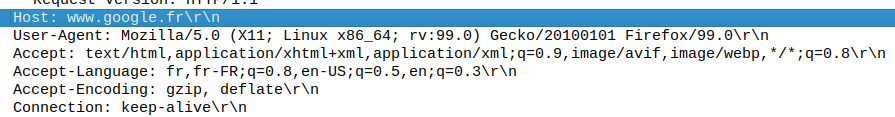 Request Version: HTTP/1.1
Host: www.google.fr\r\n
User-Agent: Mozilla/5.0 (X11; Linux x86_64; rv:99.0) Gecko/20100101 Firefox/99.0\r\n
Accept: text/html,application/xhtml+xml,application/xml;q=0.9,image/avif,image/webp,*/*;q=0.8\r\n
Accept-Language: fr,fr-FR;q=0.8,en-US;q=0.5,en;q=0.3\r\n
Accept-Encoding: gzip, deflate\r\n
Connection: keep-alive\r\n